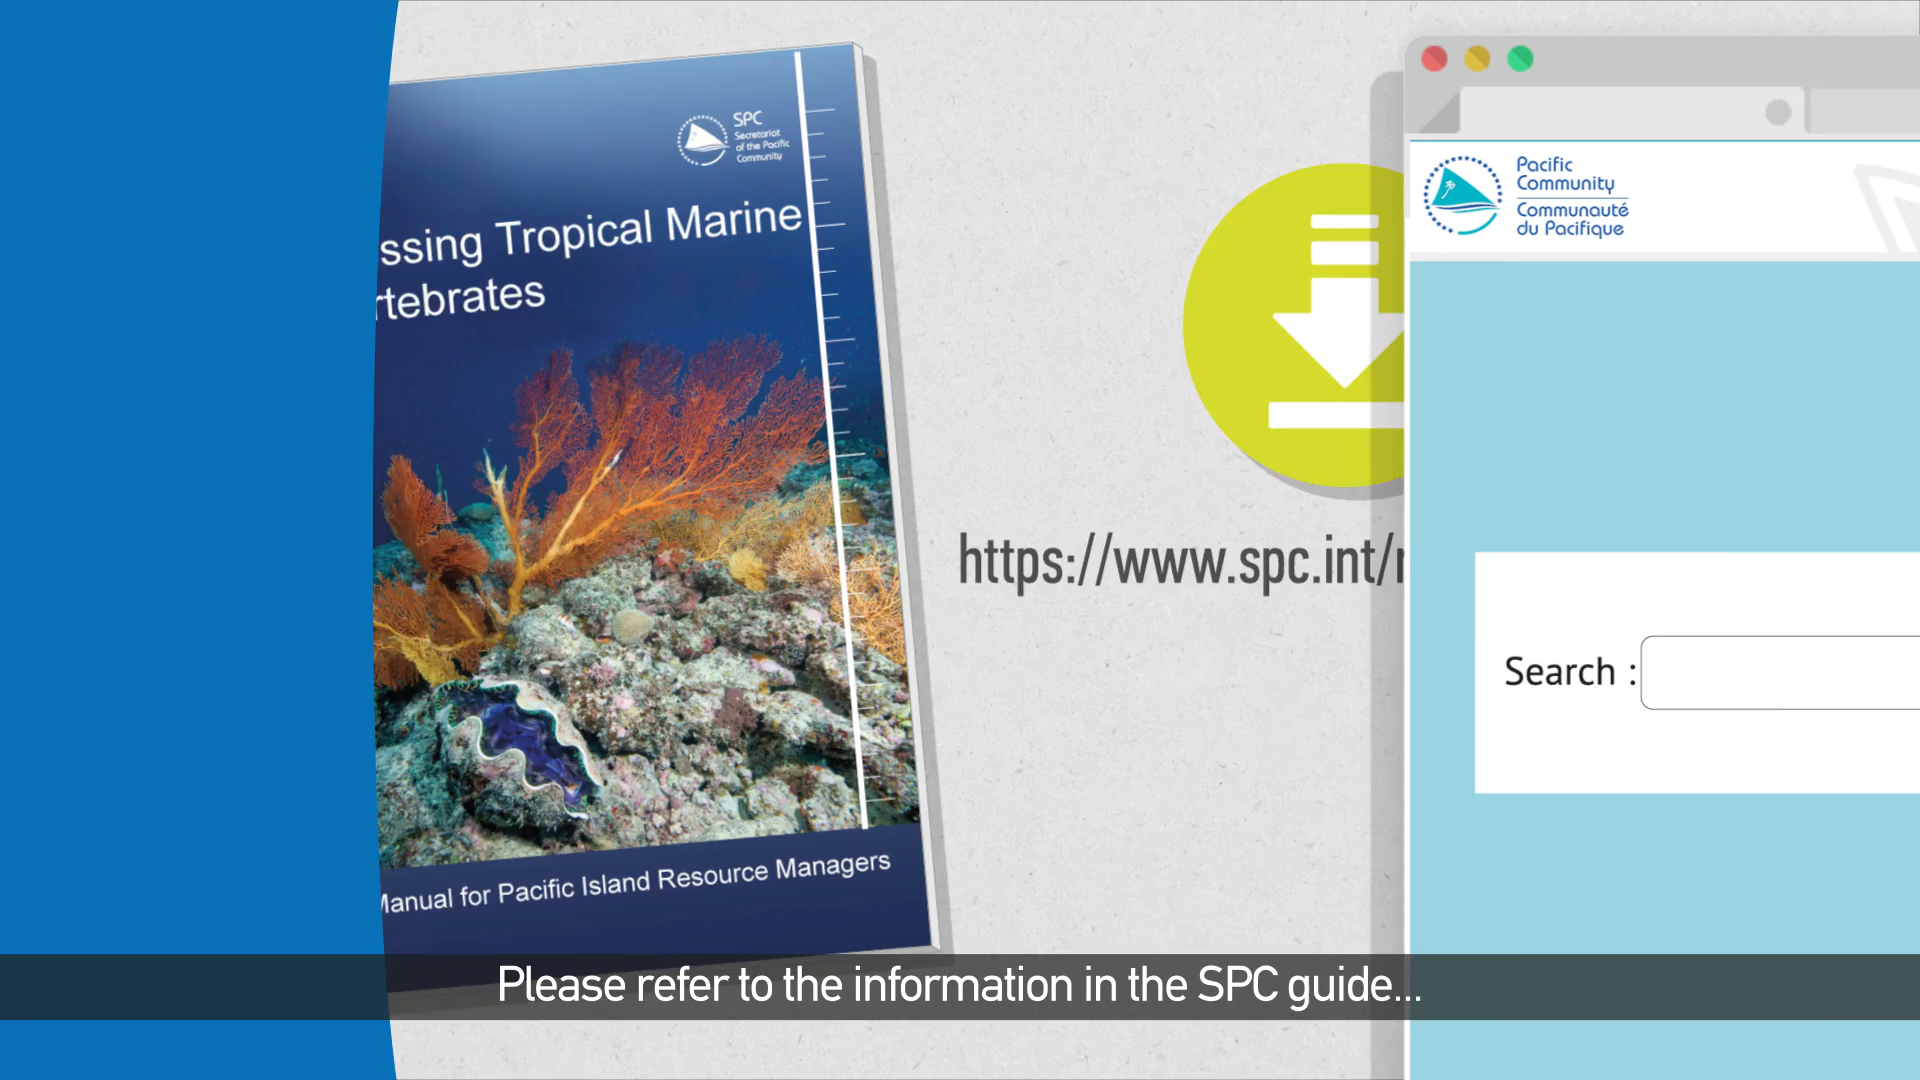 SPC
Secretariat
of the Pacific
Community
ssing Tropical Marine
rtebrates
Manual for Pacific Island Resource Managers
https://www.spc.int/
Pacific
Community
Communauté
du Pacifique
Search :
Please refer to the information in the SPC guide...